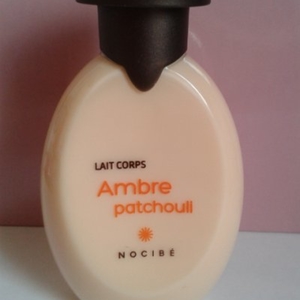 LAIT CORPS
Ambre
patchouli
NOCIBÉ